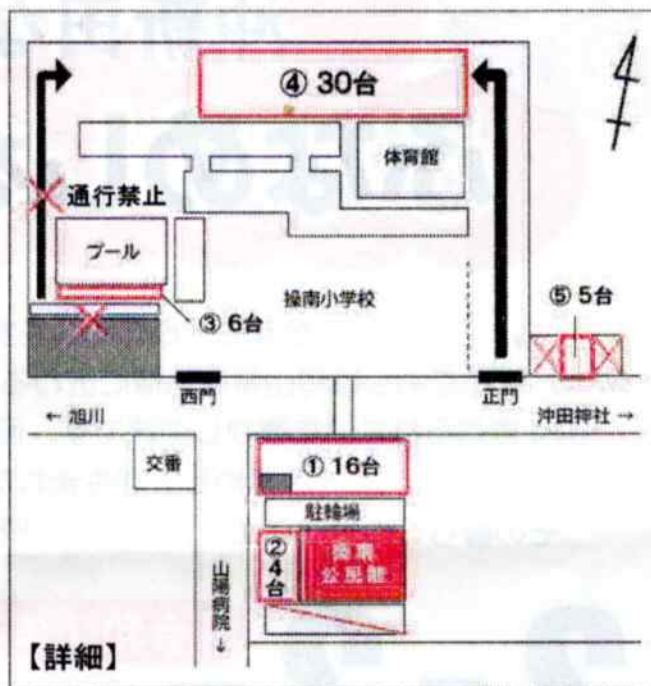 ④ 30台
体育館
通行禁止
プール
操南小学校
③ 6台
⑤ 5台
西門
正門
← 旭川
沖田神社 →
交番
① 16台
駐輪場
②4台
公民館
山陽病院↓
【詳細】